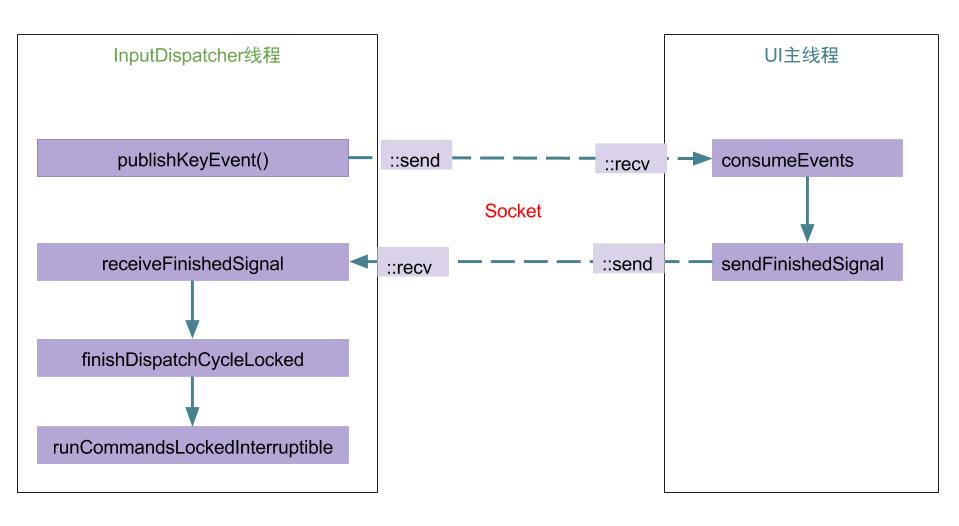 InputDispatcher线程
UI主线程
publishKeyEvent()
::send
::recv
consumeEvents
Socket
receiveFinishedSignal
::recv
::send
sendFinishedSignal
finishDispatchCycleLocked
runCommandsLockedInterruptible